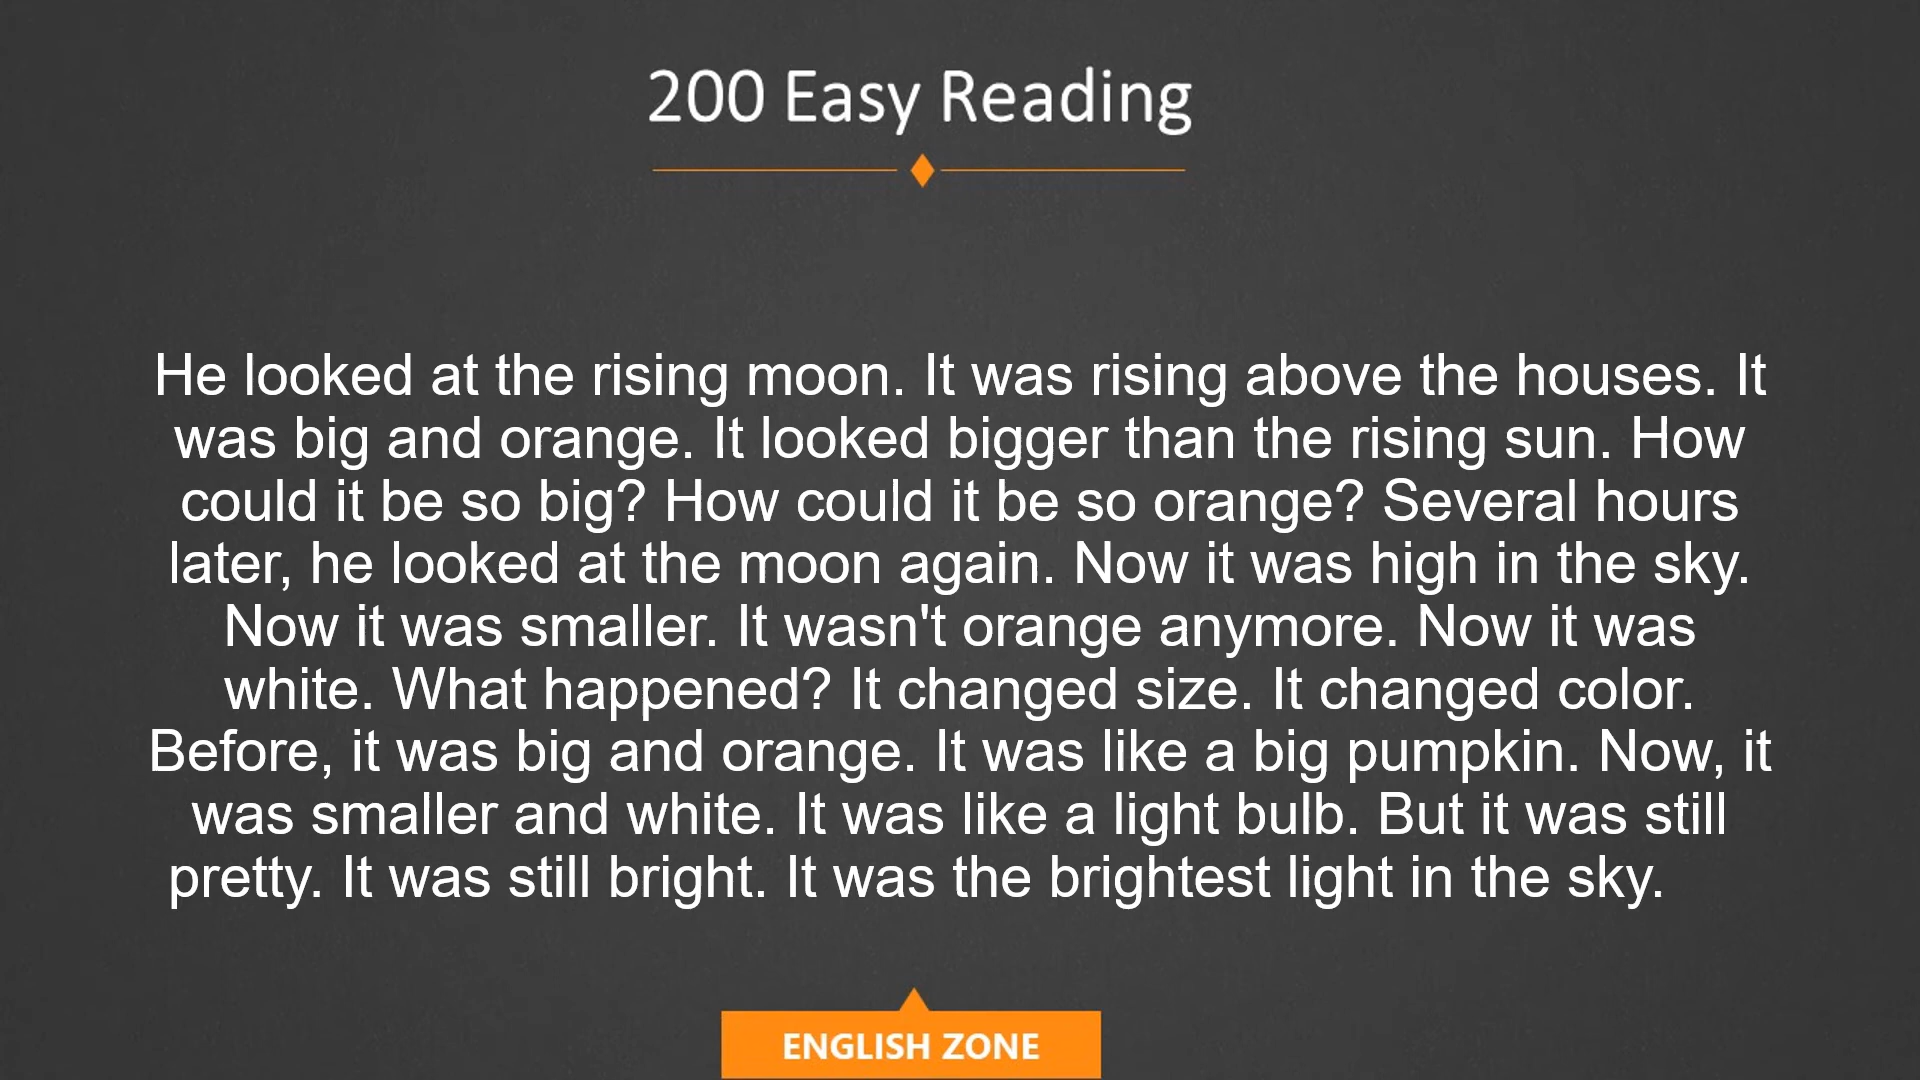 200 Easy Reading
He looked at the rising moon. It was rising above the houses. It
was big and orange. It looked bigger than the rising sun. How
could it be so big? How could it be so orange? Several hours
later, he looked at the moon again. Now it was high in the sky.
Now it was smaller. It wasn't orange anymore. Now it was
white. What happened? It changed size. It changed color.
Before, it was big and orange. It was like a big pumpkin. Now, it
was smaller and white. It was like a light bulb. But it was still
pretty. It was still bright. It was the brightest light in the sky.
ENGLISH ZONE